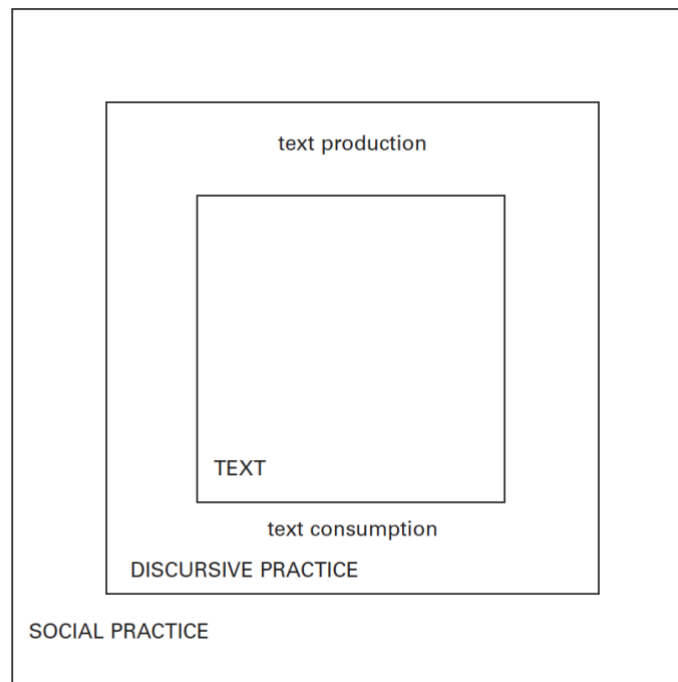 text production
TEXT
text consumption
DISCURSIVE PRACTICE
SOCIAL PRACTICE